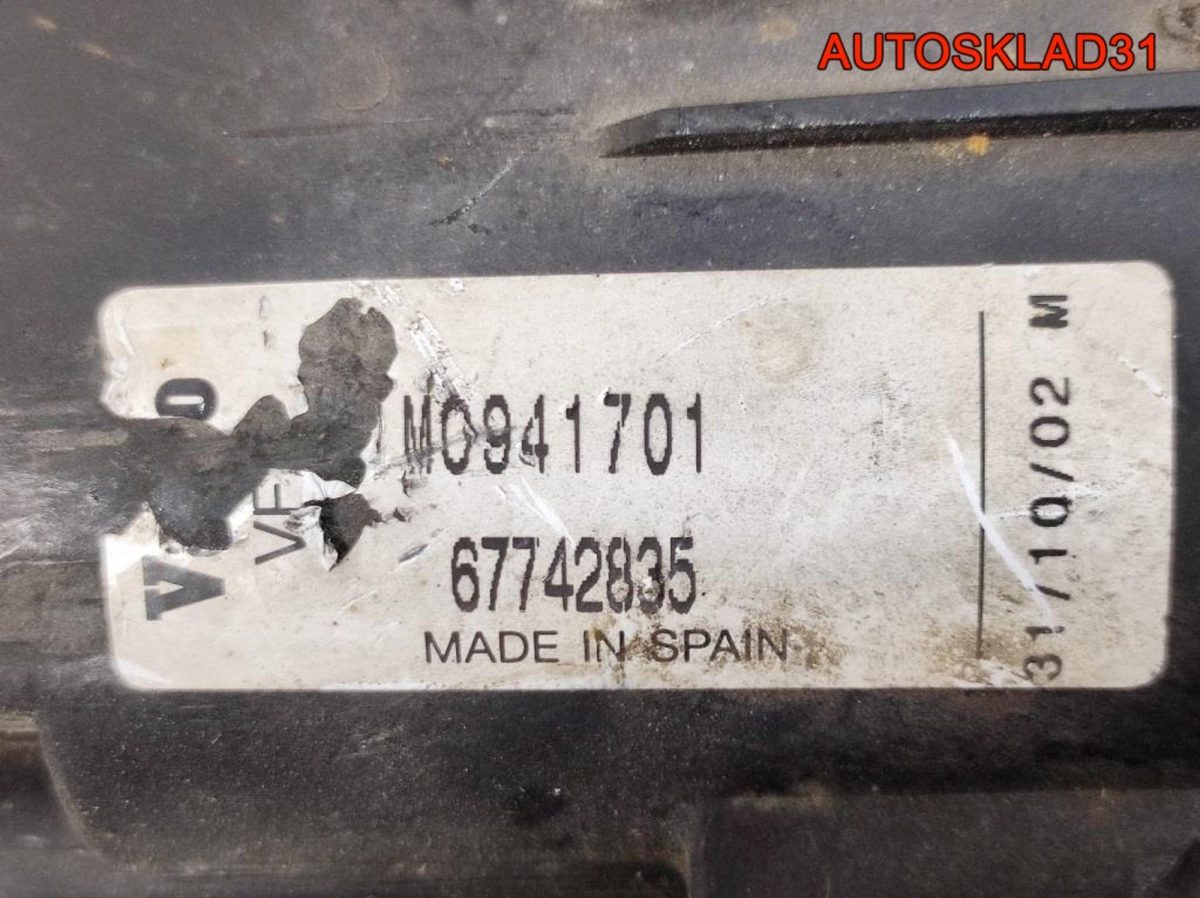 AUTOSKLAD31
M0941701
67742835
MADE IN SPAIN
31/10/02 M